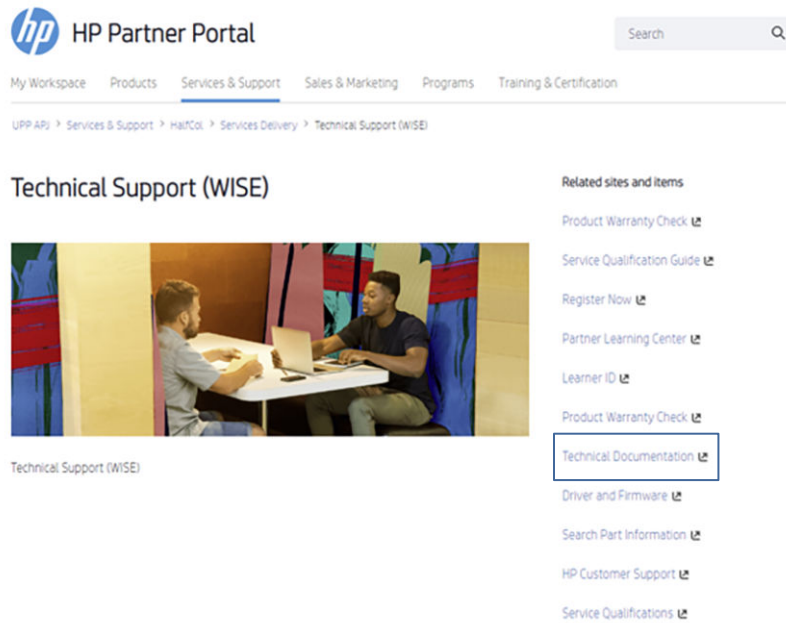 hp HP Partner Portal
Search
My Workspace Products Services & Support Sales & Marketing Programs Training & Certification
UPP APJ > Services & Support > HalfCol > Services Delivery > Technical Support (WISE)
Technical Support (WISE)
Related sites and items
Product Warranty Check
Service Qualification Guide
Register Now
Partner Learning Center
Learner ID
Product Warranty Check
Technical Documentation
Driver and Firmware
Search Part Information
HP Customer Support
Service Qualifications
Technical Support (WISE)